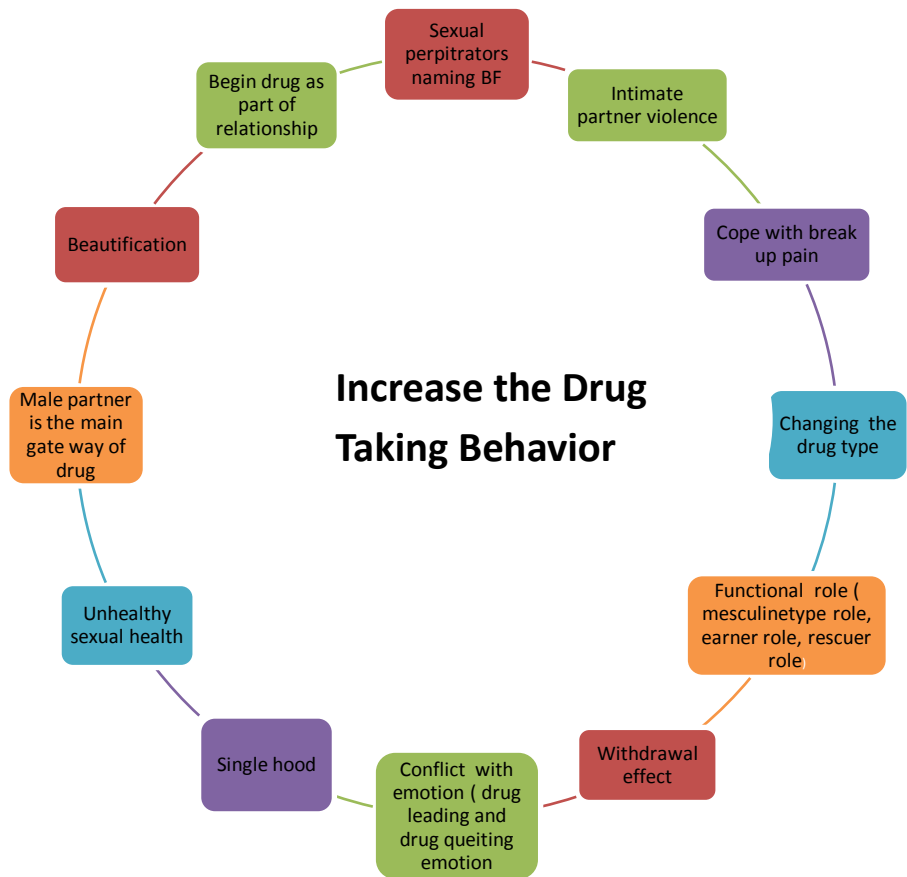 Sexual
perpitrators
naming BF
Intimate
partner violence
Cope with break
up pain
Changing the
drug type
Functional role (
mesculinetype role,
earner role, rescuer
role)
Withdrawal
effect
Conflict with
emotion ( drug
leading and
drug queiting
emotion
Single hood
Unhealthy
sexual health
Male partner
is the main
gate way of
drug
Beautification
Begin drug as
part of
relationship
Increase the Drug
Taking Behavior